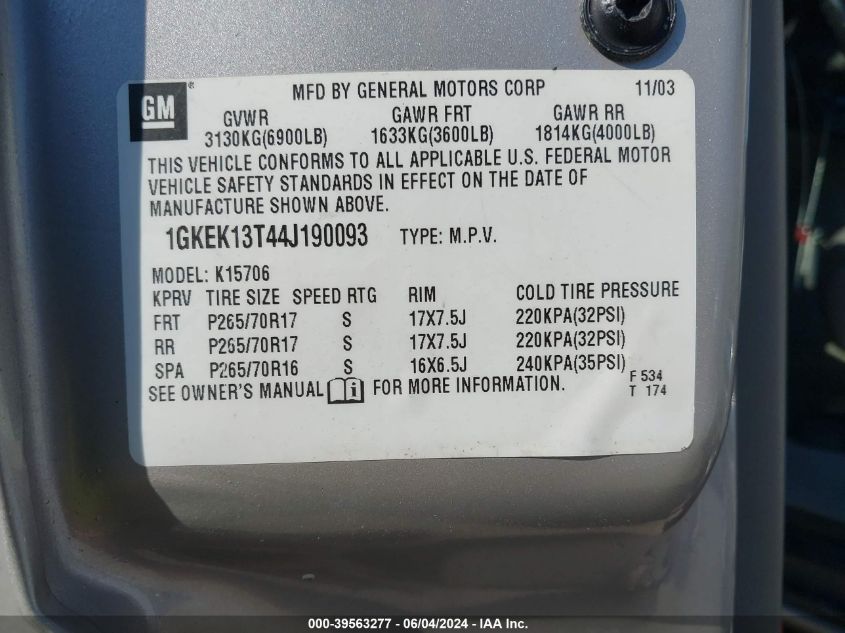 GM ®
MFD BY GENERAL MOTORS CORP 11/03
GVWR GAWR FRT GAWR RR
3130KG(6900LB) 1633KG(3600LB) 1814KG(4000LB)
THIS VEHICLE CONFORMS TO ALL APPLICABLE U.S. FEDERAL MOTOR
VEHICLE SAFETY STANDARDS IN EFFECT ON THE DATE OF
MANUFACTURE SHOWN ABOVE.
1GKEK13T44J190093 TYPE: M.P.V.
MODEL: K15706
KPRV TIRE SIZE SPEED RTG RIM COLD TIRE PRESSURE
FRT P265/70R17 S 17X7.5J 220KPA(32PSI)
RR P265/70R17 S 17X7.5J 220KPA(32PSI)
SPA P265/70R16 S 16X6.5J 240KPA(35PSI)
SEE OWNER'S MANUAL i FOR MORE INFORMATION.
F 534
T 174
000-39563277 - 06/04/2024 - IAA Inc.